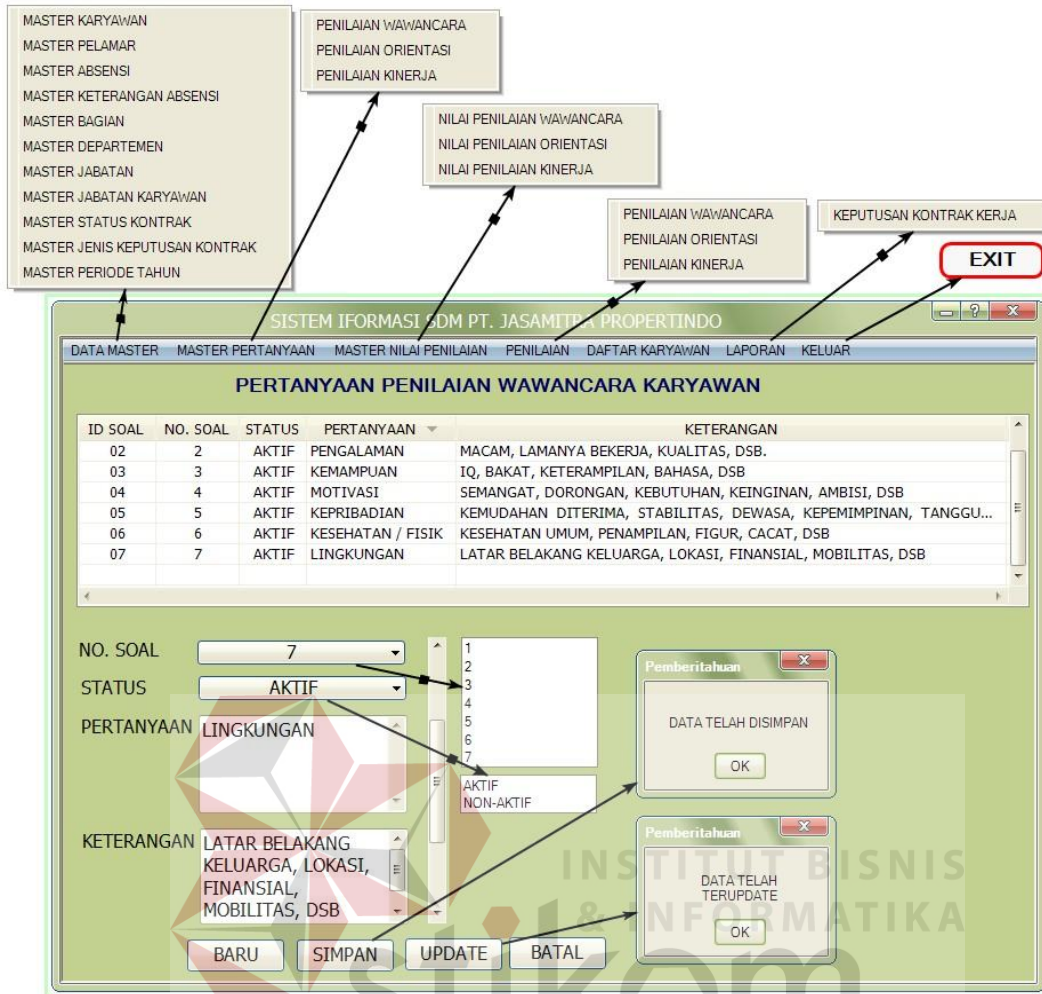 MASTER KARYAWAN
MASTER PELAMAR
MASTER ABSENSI
MASTER KETERANGAN ABSENSI
MASTER BAGIAN
MASTER DEPARTEMEN
MASTER JABATAN
MASTER JABATAN KARYAWAN
MASTER STATUS KONTRAK
MASTER JENIS KEPUTUSAN KONTRAK
MASTER PERIODE TAHUN
PENILAIAN WAWANCARA
PENILAIAN ORIENTASI
PENILAIAN KINERJA
NILAI PENILAIAN WAWANCARA
NILAI PENILAIAN ORIENTASI
NILAI PENILAIAN KINERJA
PENILAIAN WAWANCARA
PENILAIAN ORIENTASI
PENILAIAN KINERJA
KEPUTUSAN KONTRAK KERJA
EXIT
SISTEM IFORMASI SDM PT. JASAMITRA PROPERTINDO
DATA MASTER MASTER PERTANYAAN MASTER NILAI PENILAIAN PENILAIAN DAFTAR KARYAWAN LAPORAN KELUAR
PERTANYAAN PENILAIAN WAWANCARA KARYAWAN
ID SOAL NO. SOAL STATUS PERTANYAAN KETERANGAN
02 2 AKTIF PENGALAMAN MACAM, LAMANYA BEKERJA, KUALITAS, DSB.
03 3 AKTIF KEMAMPUAN IQ, BAKAT, KETERAMPILAN, BAHASA, DSB
04 4 AKTIF MOTIVASI SEMANGAT, DORONGAN, KEBUTUHAN, KEINGINAN, AMBISI, DSB
05 5 AKTIF KEPRIBADIAN KEMUDAHAN DITERIMA, STABILITAS, DEWASA, KEPEMIMPINAN, TANGGU...
06 6 AKTIF KESEHATAN / FISIK KESEHATAN UMUM, PENAMPILAN, FIGUR, CACAT, DSB
07 7 AKTIF LINGKUNGAN LATAR BELAKANG KELUARGA, LOKASI, FINANSIAL, MOBILITAS, DSB
NO. SOAL 7
STATUS AKTIF
PERTANYAAN LINGKUNGAN
KETERANGAN LATAR BELAKANG
KELUARGA, LOKASI,
FINANSIAL,
MOBILITAS, DSB
1
2
3
4
5
6
7
AKTIF
NON-AKTIF
Pemberitahuan
DATA TELAH DISIMPAN
OK
Pemberitahuan
DATA TELAH
TERUPDATE
OK
BARU SIMPAN UPDATE BATAL
INSTITUT BISNIS
& INFORMATIKA
stikom